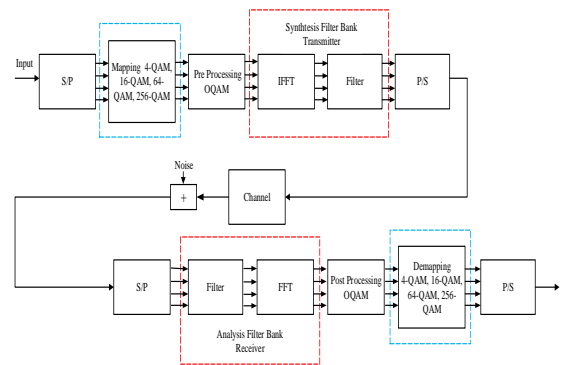 Synhtesis Filter Bank
Transmitter
Input
S/P
Mapping 4-QAM,
16-QAM, 64-
QAM, 256-QAM
Pre Processing
OQAM
IFFT
Filter
P/S
Noise
+
Channel
S/P
Filter
FFT
Post Processing
OQAM
Demapping
4-QAM, 16-QAM,
64-QAM, 256-
QAM
P/S
Analysis Filter Bank
Receiver